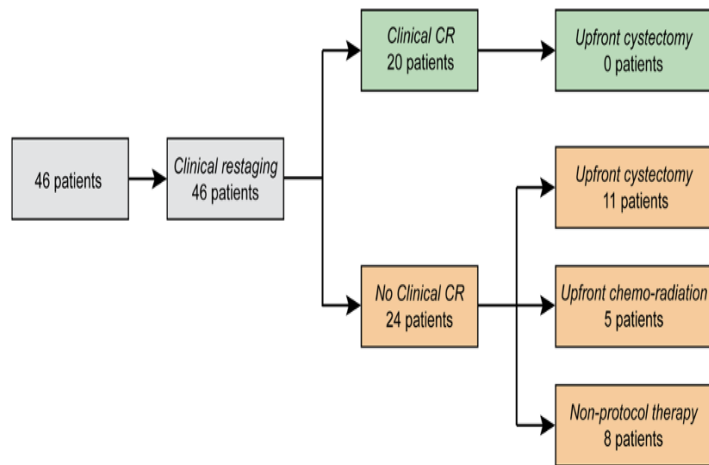 46 patients
Clinical restaging
46 patients
Clinical CR
20 patients
Upfront cystectomy
0 patients
No Clinical CR
24 patients
Upfront cystectomy
11 patients
Upfront chemo-radiation
5 patients
Non-protocol therapy
8 patients